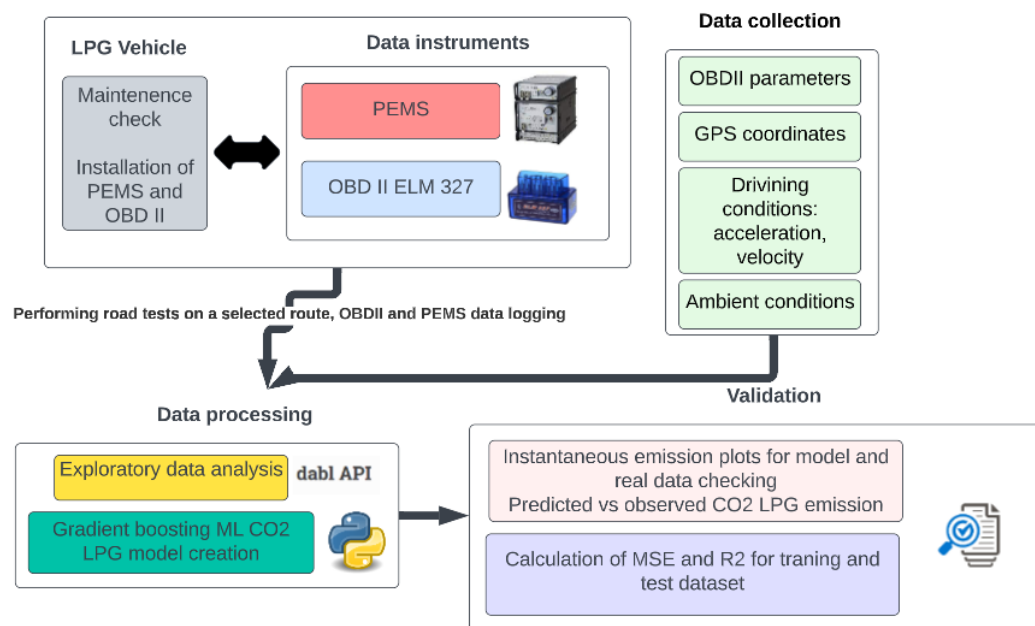 Data collection
LPG Vehicle
Data instruments
Maintenence
check
Installation of
PEMS and
OBD II
PEMS
OBD II ELM 327
OBDII parameters
GPS coordinates
Drivining
conditions:
acceleration,
velocity
Ambient conditions
Performing road tests on a selected route, OBDII and PEMS data logging
Data processing
Validation
Exploratory data analysis
dabl API
Gradient boosting ML CO2
LPG model creation
Instantaneous emission plots for model and
real data checking
Predicted vs observed CO2 LPG emission
Calculation of MSE and R2 for traning and
test dataset